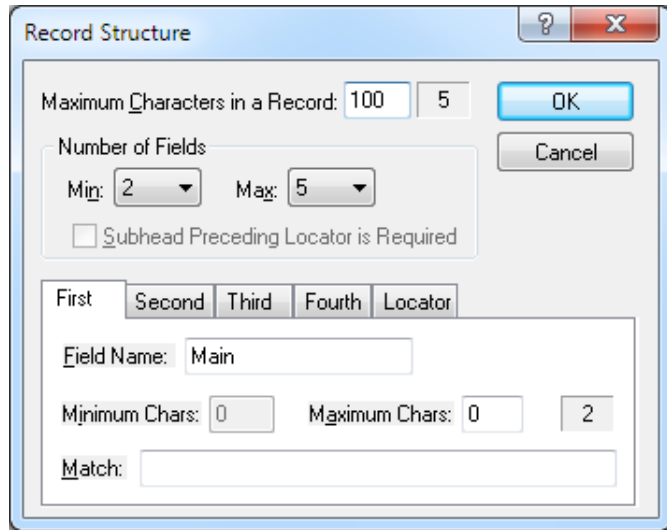 Record Structure
Maximum Characters in a Record: 100 5 OK
Number of Fields Cancel
Min: 2 Max: 5
Subhead Preceding Locator is Required
First Second Third Fourth Locator
Field Name: Main
Minimum Chars: 0 Maximum Chars: 0 2
Match: